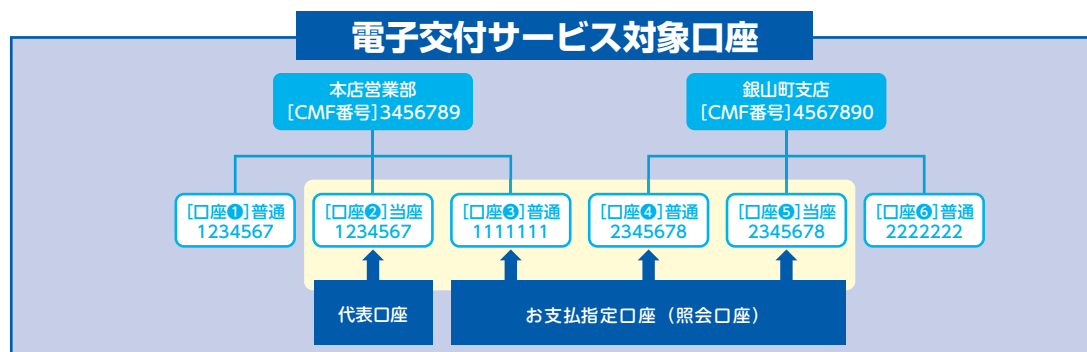 電子交付サービス対象口座
本店営業部
[CMF番号]3456789
銀山町支店
[CMF番号]4567890
[口座❶]普通
1234567
[口座❷]当座
1234567
[口座❸]普通
1111111
[口座❹]普通
2345678
[口座❺]当座
2345678
[口座❻]普通
2222222
代表口座
お支払指定口座（照会口座）